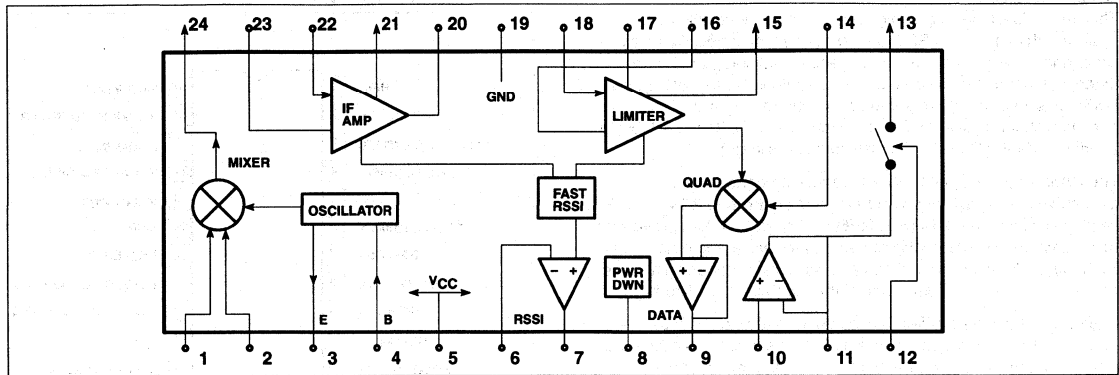 24 23 22 21 20 19 18 17 16 15 14 13
IF
AMP
GND
LIMITER
MIXER
OSCILLATOR
FAST
RSSI
QUAD
VCC
E B
RSSI
PWR
DWN
DATA
− +
+ −
+ −
1 2 3 4 5 6 7 8 9 10 11 12